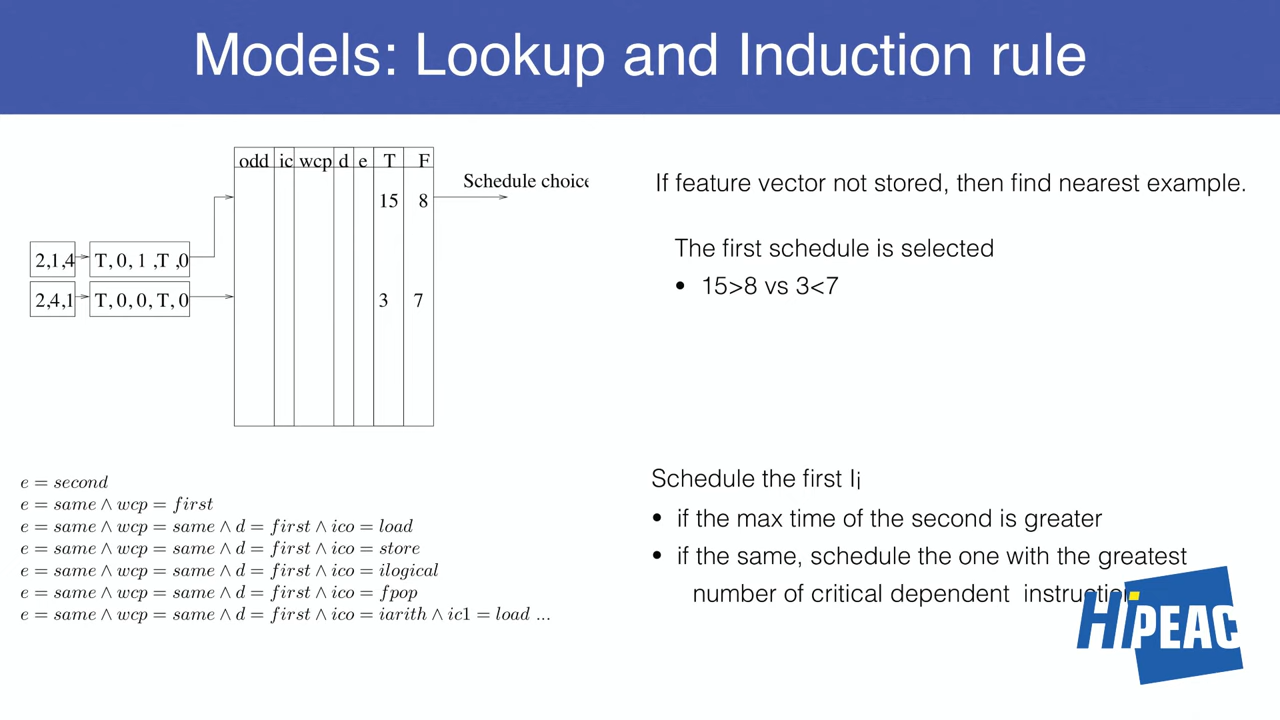 Models: Lookup and Induction rule
odd ic wcp d e T F
Schedule choice
15 8
2,1,4 T, 0, 1 ,T ,0
2,4,1 T, 0, 0, T, 0
3 7
If feature vector not stored, then find nearest example.
The first schedule is selected
• 15>8 vs 3<7
e = second
e = same ∧ wcp = first
e = same ∧ wcp = same ∧ d = first ∧ ico = load
e = same ∧ wcp = same ∧ d = first ∧ ico = store
e = same ∧ wcp = same ∧ d = first ∧ ico = ilogical
e = same ∧ wcp = same ∧ d = first ∧ ico = fpop
e = same ∧ wcp = same ∧ d = first ∧ ico = iarith ∧ ic1 = load ...
Schedule the first Ii
• if the max time of the second is greater
• if the same, schedule the one with the greatest
number of critical dependent instruction
HiPEAC